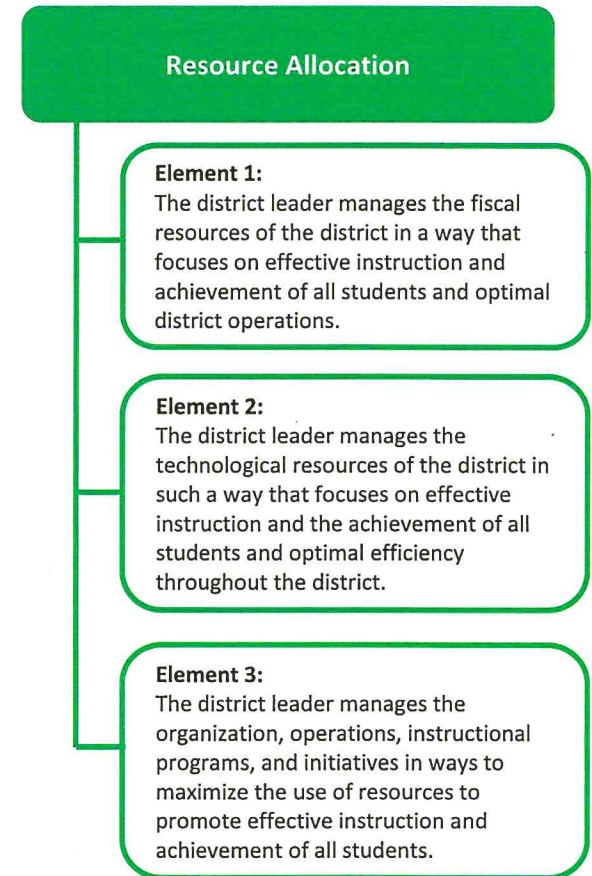 Resource Allocation
Element 1:
The district leader manages the fiscal
resources of the district in a way that
focuses on effective instruction and
achievement of all students and optimal
district operations.
Element 2:
The district leader manages the
technological resources of the district in
such a way that focuses on effective
instruction and the achievement of all
students and optimal efficiency
throughout the district.
Element 3:
The district leader manages the
organization, operations, instructional
programs, and initiatives in ways to
maximize the use of resources to
promote effective instruction and
achievement of all students.